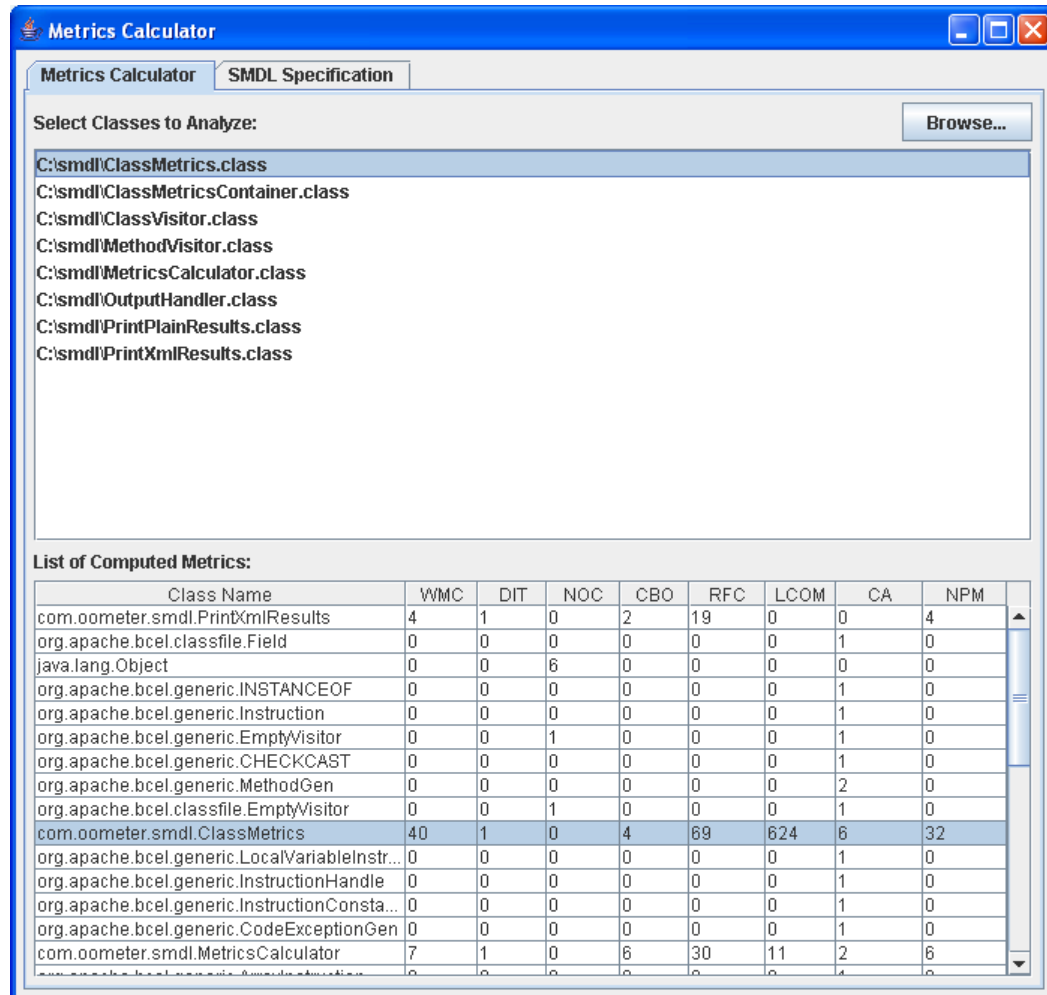 Metrics Calculator
Metrics Calculator SMDL Specification
Select Classes to Analyze: Browse...
C:\smdl\ClassMetrics.class
C:\smdl\ClassMetricsContainer.class
C:\smdl\ClassVisitor.class
C:\smdl\MethodVisitor.class
C:\smdl\MetricsCalculator.class
C:\smdl\OutputHandler.class
C:\smdl\PrintPlainResults.class
C:\smdl\PrintXmlResults.class
List of Computed Metrics:
Class Name WMC DIT NOC CBO RFC LCOM CA NPM
com.oometer.smdl.PrintXmlResults 4 1 0 2 19 0 0 4
org.apache.bcel.classfile.Field 0 0 0 0 0 0 1 0
java.lang.Object 0 0 6 0 0 0 0 0
org.apache.bcel.generic.INSTANCEOF 0 0 0 0 0 0 1 0
org.apache.bcel.generic.Instruction 0 0 0 0 0 0 1 0
org.apache.bcel.generic.EmptyVisitor 0 0 1 0 0 0 1 0
org.apache.bcel.generic.CHECKCAST 0 0 0 0 0 0 1 0
org.apache.bcel.generic.MethodGen 0 0 0 0 0 0 2 0
org.apache.bcel.classfile.EmptyVisitor 0 0 1 0 0 0 1 0
com.oometer.smdl.ClassMetrics 40 1 0 4 69 624 6 32
org.apache.bcel.generic.LocalVariableInstr... 0 0 0 0 0 0 1 0
org.apache.bcel.generic.InstructionHandle 0 0 0 0 0 0 1 0
org.apache.bcel.generic.InstructionConsta... 0 0 0 0 0 0 1 0
org.apache.bcel.generic.CodeExceptionGen 0 0 0 0 0 0 1 0
com.oometer.smdl.MetricsCalculator 7 1 0 6 30 11 2 6